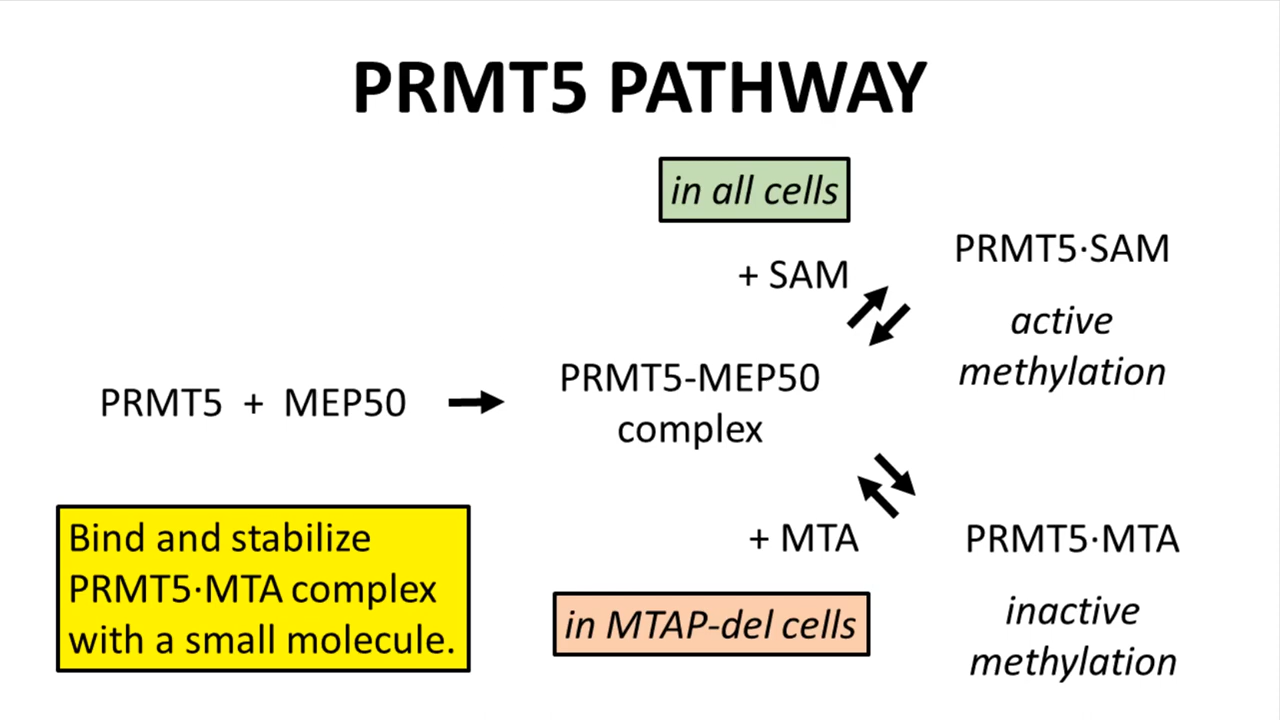 PRMT5 PATHWAY
in all cells
+ SAM
PRMT5·SAM
active
methylation
PRMT5 + MEP50
PRMT5-MEP50
complex
+ MTA
in MTAP-del cells
PRMT5·MTA
inactive
methylation
Bind and stabilize
PRMT5·MTA complex
with a small molecule.